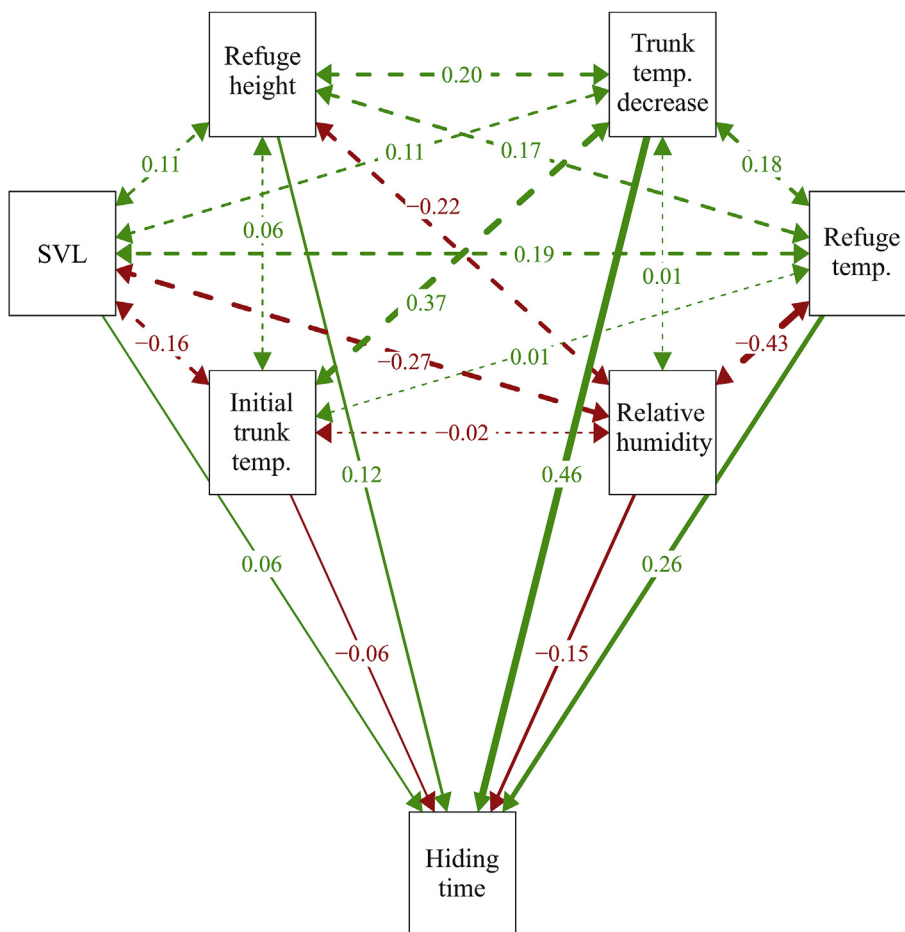 Refuge
height
Trunk
temp.
decrease
0.20
0.11
0.11
0.17
0.18
−0.22
SVL
0.06
0.19
Refuge
temp.
0.01
0.37
−0.16
−0.27
0.01
−0.43
Initial
trunk
temp.
−0.02
Relative
humidity
0.12
0.46
0.06
0.26
−0.06
−0.15
Hiding
time